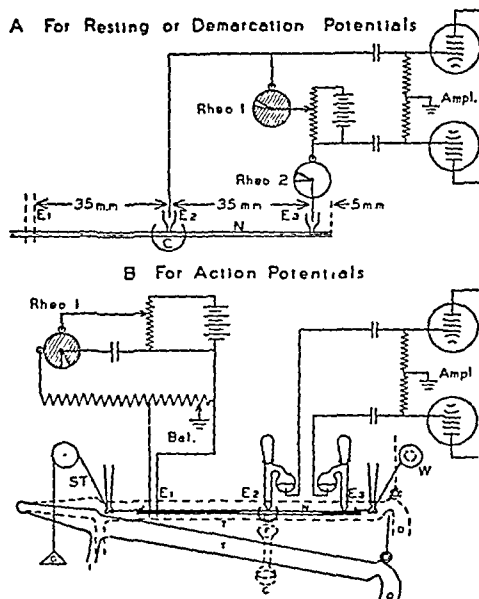 A For Resting or Demarcation Potentials
Rheo 1
Ampl.
Rheo 2
E1 35 mm E2 35 mm E3 5 mm
N
C
B For Action Potentials
Rheo 1
Ampl
Bal.
ST E1 E2 E3 W
N
T
T
D
C